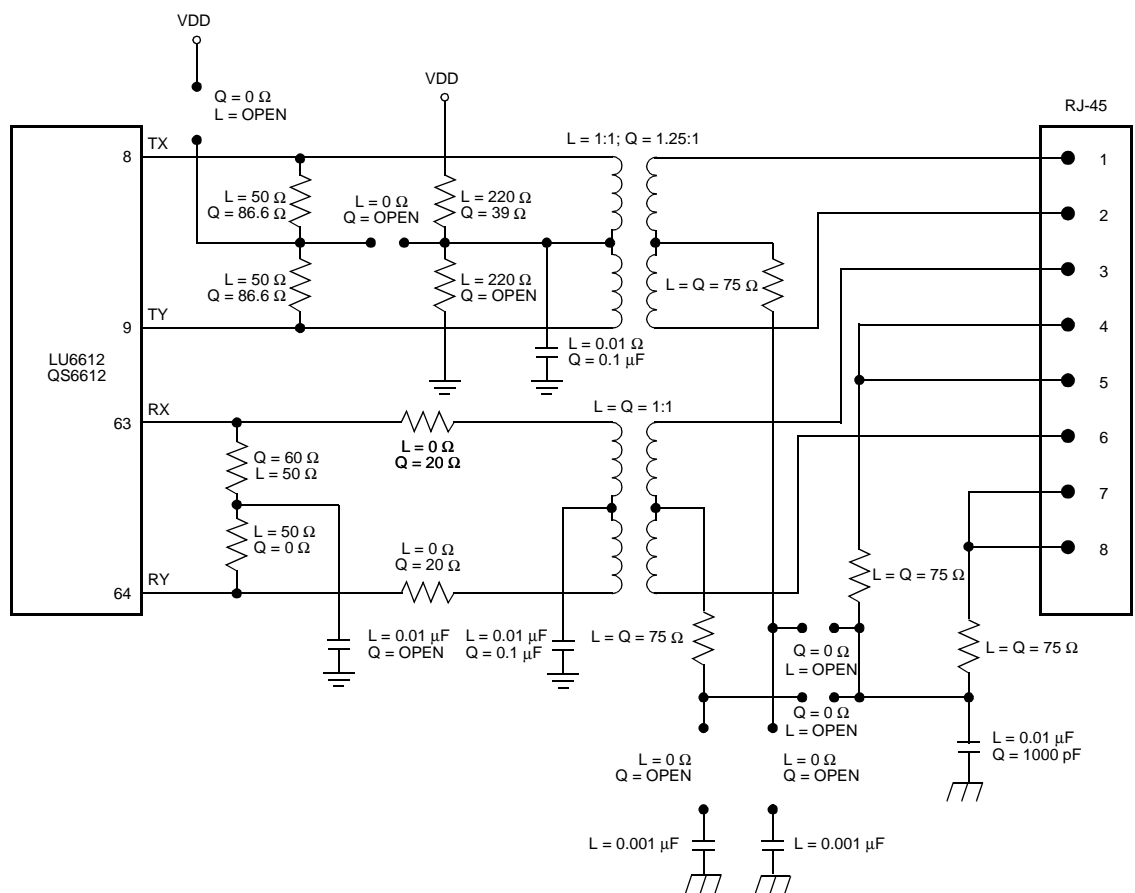 VDD
Q = 0 Ω
L = OPEN
VDD
RJ-45
8
TX
L = 1:1; Q = 1.25:1
1
L = 50 Ω
Q = 86.6 Ω
L = 0 Ω
Q = OPEN
L = 220 Ω
Q = 39 Ω
2
L = 50 Ω
Q = 86.6 Ω
L = 220 Ω
Q = OPEN
L = Q = 75 Ω
3
9
TY
4
L = 0.01 Ω
Q = 0.1 µF
LU6612
QS6612
5
63
RX
L = Q = 1:1
6
L = 0 Ω
Q = 20 Ω
Q = 60 Ω
L = 50 Ω
7
L = 50 Ω
Q = 0 Ω
L = 0 Ω
Q = 20 Ω
8
64
RY
L = Q = 75 Ω
L = 0.01 µF
Q = OPEN
L = 0.01 µF
Q = 0.1 µF
L = Q = 75 Ω
L = Q = 75 Ω
Q = 0 Ω
L = OPEN
Q = 0 Ω
L = OPEN
L = 0.01 µF
Q = 1000 pF
L = 0 Ω
Q = OPEN
L = 0 Ω
Q = OPEN
L = 0.001 µF
L = 0.001 µF